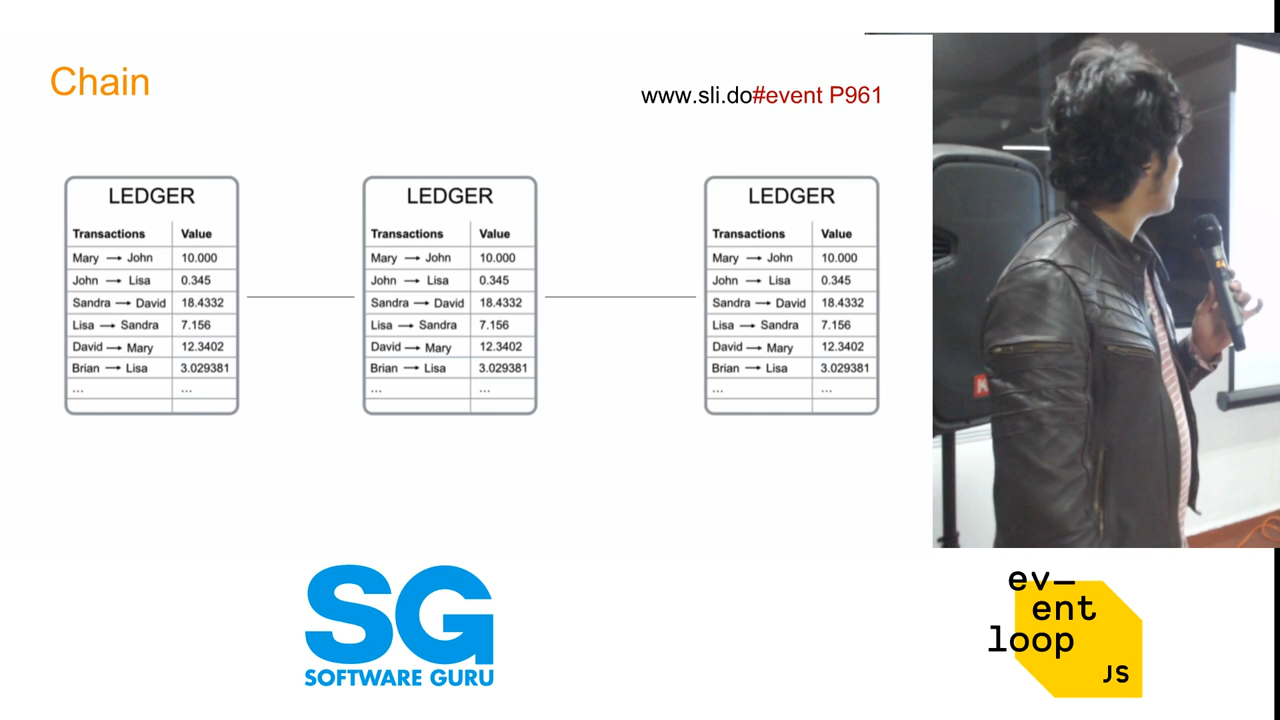 Chain
www.sli.do#event P961
LEDGER
Transactions Value
Mary → John 10.000
John → Lisa 0.345
Sandra → David 18.4332
Lisa → Sandra 7.156
David → Mary 12.3402
Brian → Lisa 3.029381
... ...
LEDGER
Transactions Value
Mary → John 10.000
John → Lisa 0.345
Sandra → David 18.4332
Lisa → Sandra 7.156
David → Mary 12.3402
Brian → Lisa 3.029381
... ...
LEDGER
Transactions Value
Mary → John 10.000
John → Lisa 0.345
Sandra → David 18.4332
Lisa → Sandra 7.156
David → Mary 12.3402
Brian → Lisa 3.029381
... ...
K
SG
SOFTWARE GURU
ev—
ent
loop
JS